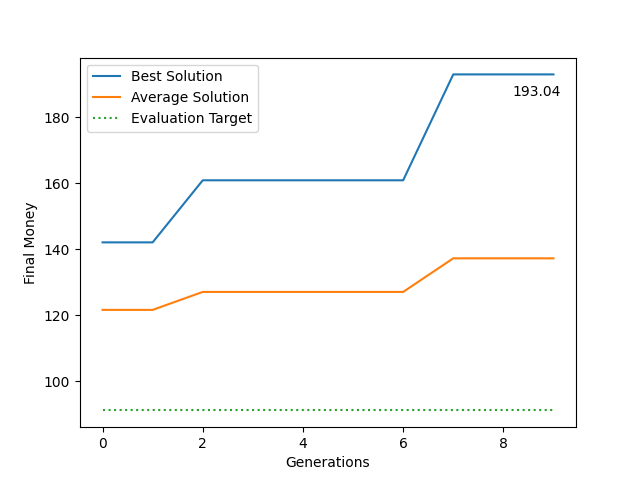 Best Solution
Average Solution
Evaluation Target
193.04
180
160
140
120
100
Final Money
0 2 4 6 8
Generations